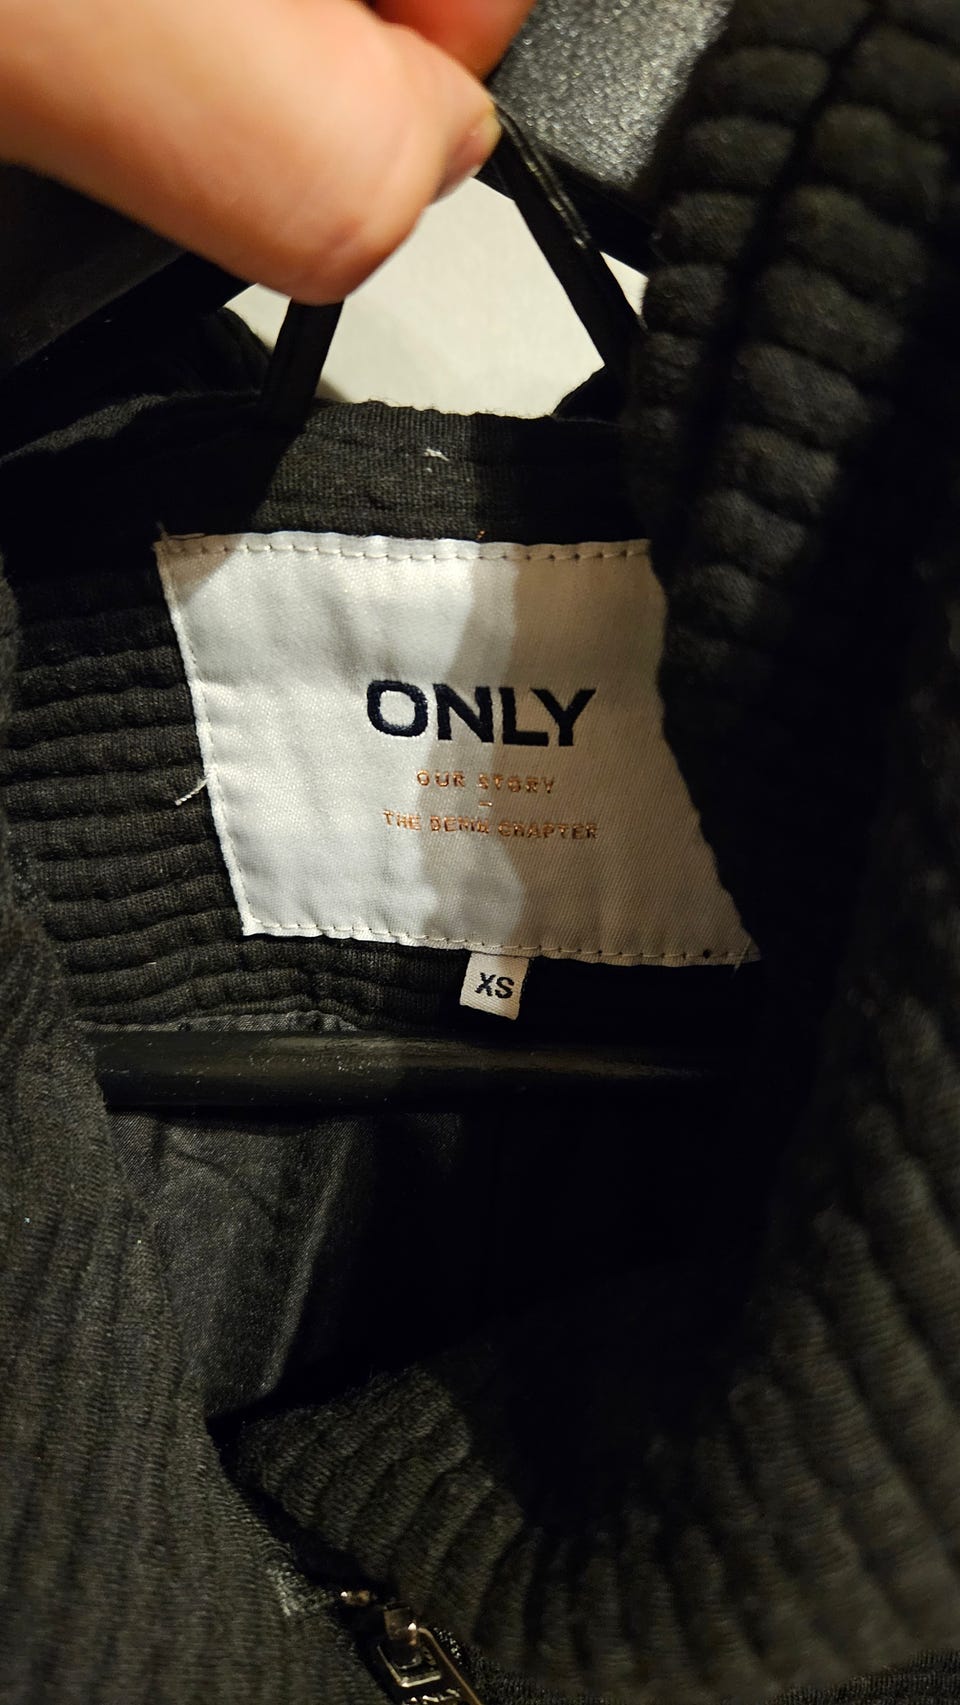 ONLY
OUR STORY
–
THE DENIM CHAPTER
XS